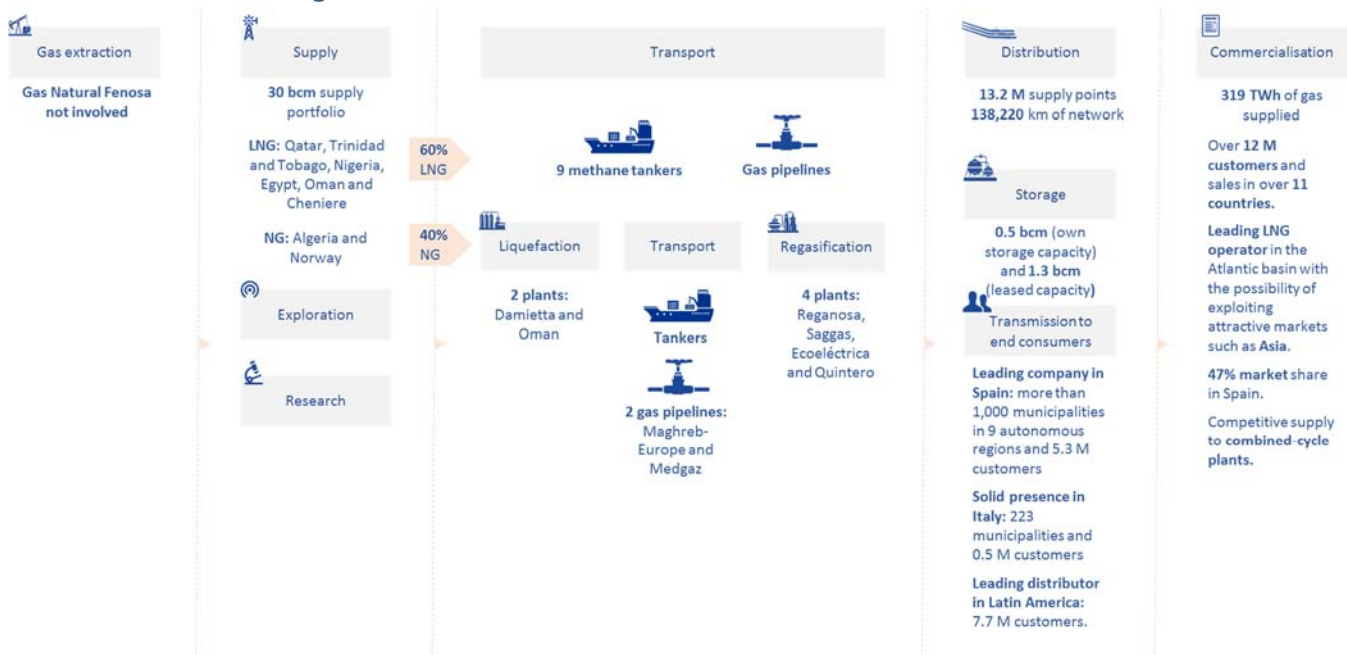 Gas extraction
Gas Natural Fenosa
not involved
Supply
30 bcm supply
portfolio
LNG: Qatar, Trinidad
and Tobago, Nigeria,
Egypt, Oman and
Cheniere
NG: Algeria and
Norway
Exploration
Research
60%
LNG
40%
NG
Transport
9 methane tankers
Gas pipelines
Liquefaction
2 plants:
Damietta and
Oman
Transport
Tankers
2 gas pipelines:
Maghreb-
Europe and
Medgaz
Regasification
4 plants:
Reganosa,
Saggas,
Ecoeléctrica
and Quintero
Distribution
13.2 M supply points
138,220 km of network
Storage
0.5 bcm (own
storage capacity)
and 1.3 bcm
(leased capacity)
Transmission to
end consumers
Leading company in
Spain: more than
1,000 municipalities
in 9 autonomous
regions and 5.3 M
customers
Solid presence in
Italy: 223
municipalities and
0.5 M customers
Leading distributor
in Latin America:
7.7 M customers.
Commercialisation
319 TWh of gas
supplied
Over 12 M
customers and
sales in over 11
countries.
Leading LNG
operator in the
Atlantic basin with
the possibility of
exploiting
attractive markets
such as Asia.
47% market share
in Spain.
Competitive supply
to combined-cycle
plants.